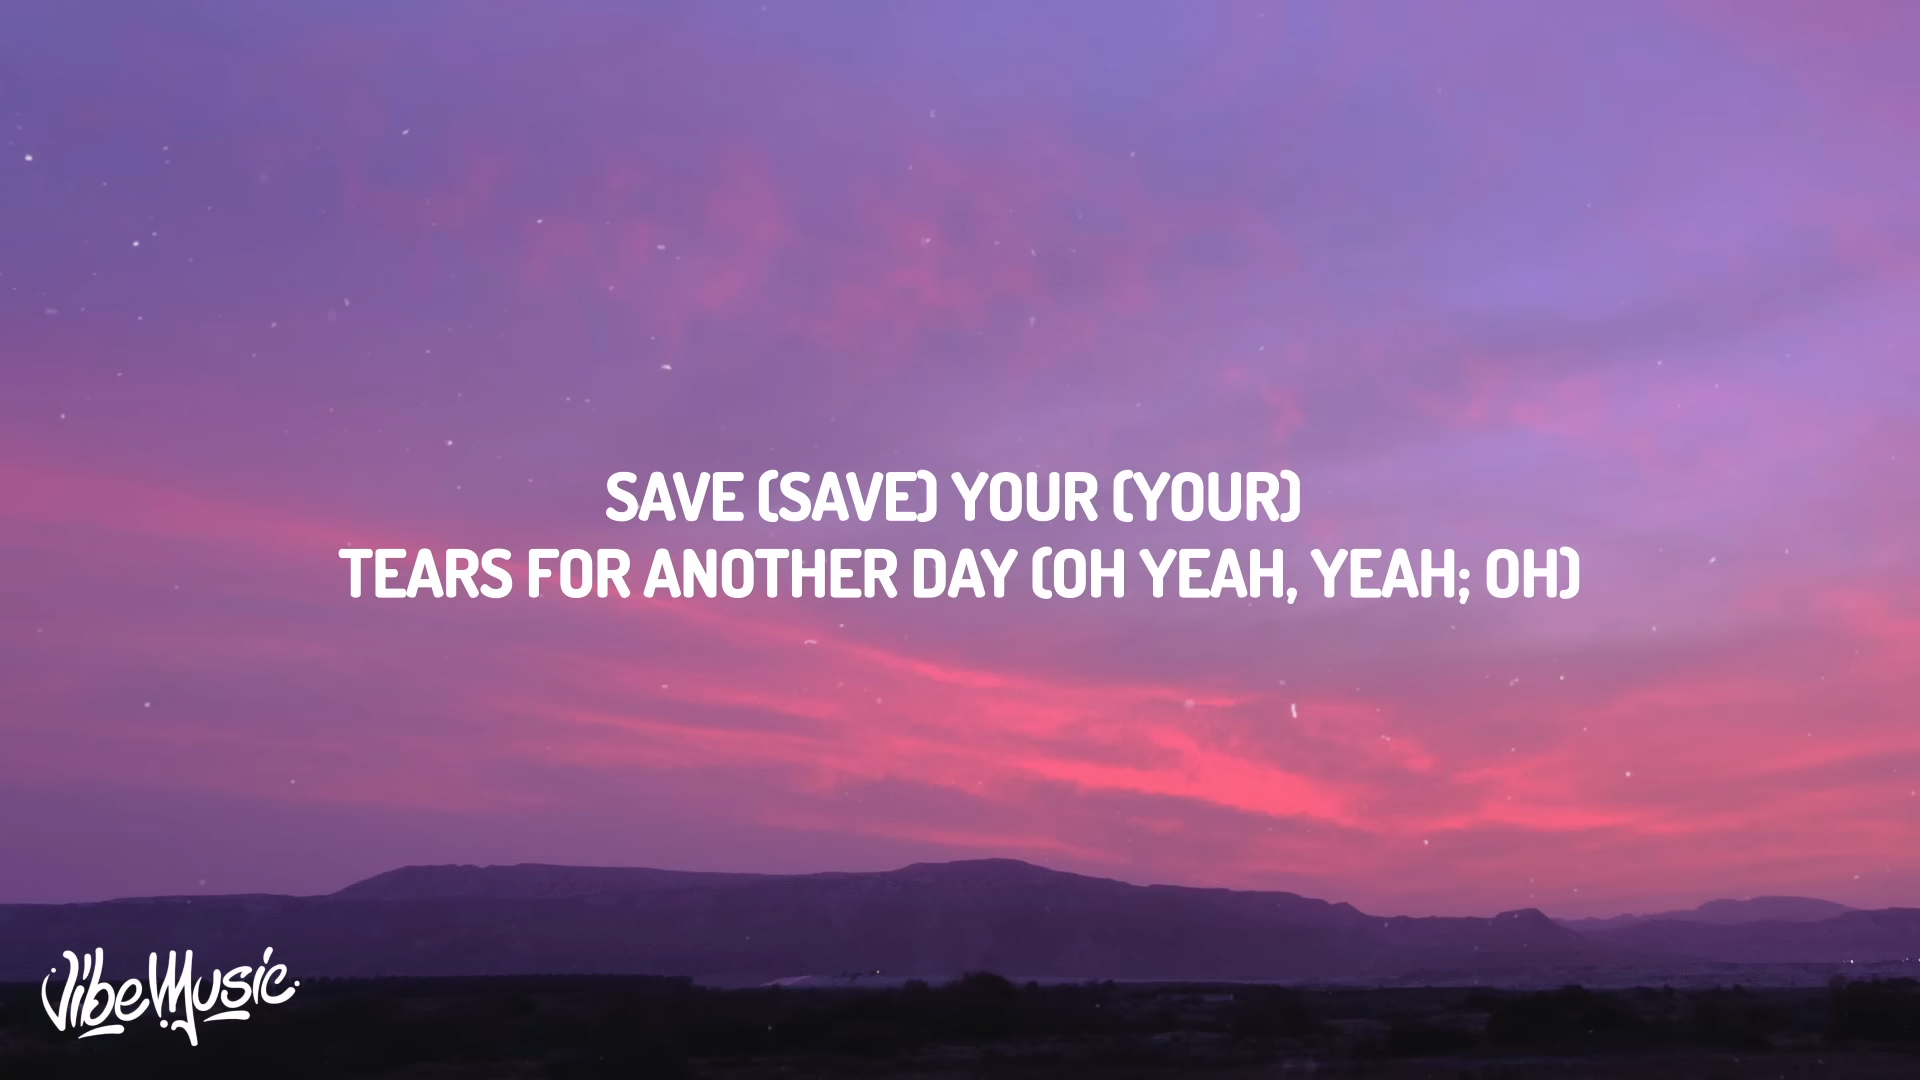 SAVE (SAVE) YOUR (YOUR)
TEARS FOR ANOTHER DAY (OH YEAH, YEAH; OH)
VibeMusic